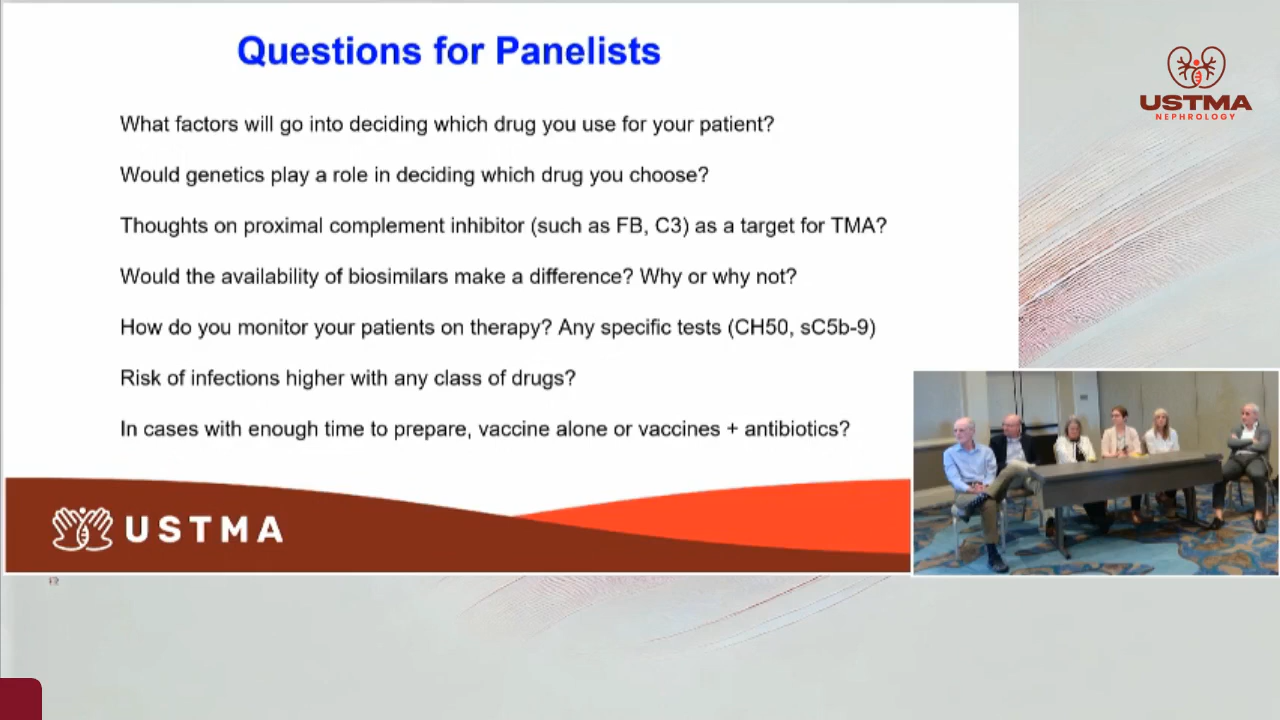 Questions for Panelists
USTMA
NEPHROLOGY
What factors will go into deciding which drug you use for your patient?
Would genetics play a role in deciding which drug you choose?
Thoughts on proximal complement inhibitor (such as FB, C3) as a target for TMA?
Would the availability of biosimilars make a difference? Why or why not?
How do you monitor your patients on therapy? Any specific tests (CH50, sC5b-9)
Risk of infections higher with any class of drugs?
In cases with enough time to prepare, vaccine alone or vaccines + antibiotics?
USTMA